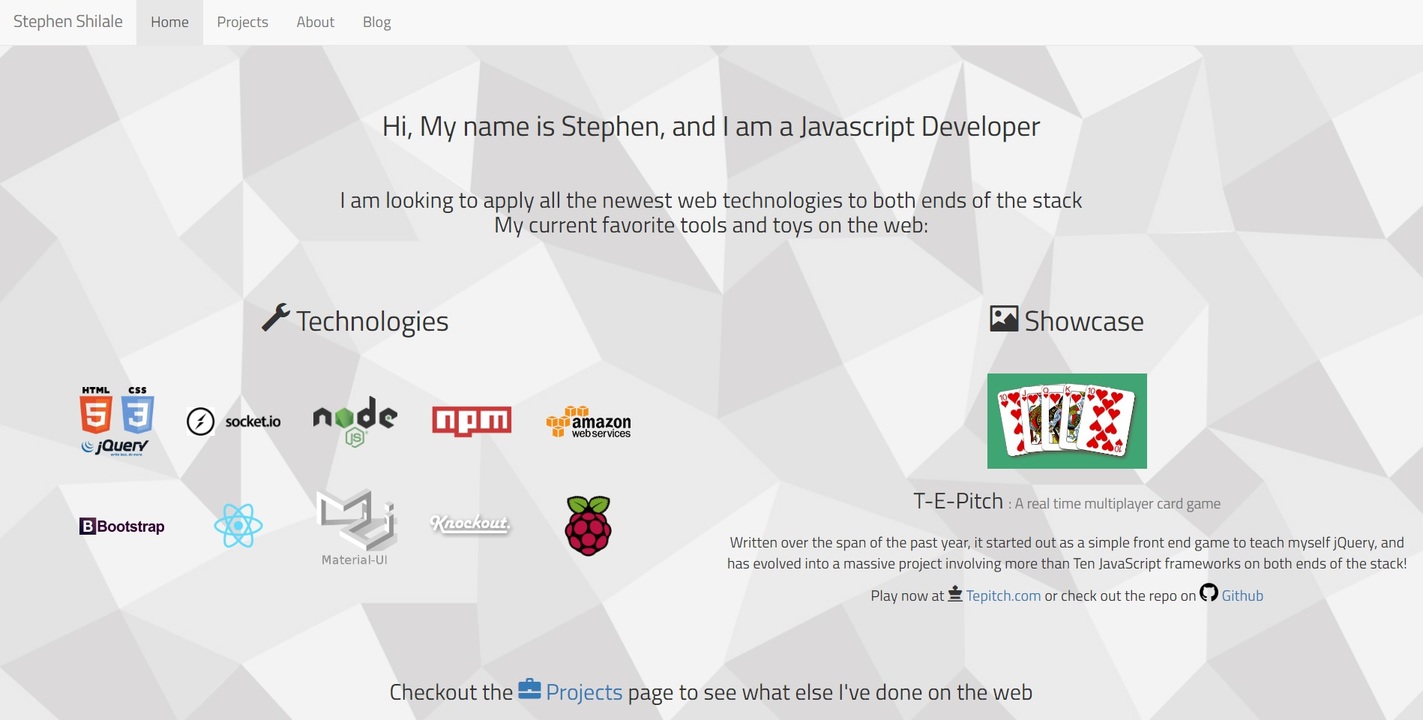 Stephen Shilale Home Projects About Blog
Hi, My name is Stephen, and I am a Javascript Developer
I am looking to apply all the newest web technologies to both ends of the stack
My current favorite tools and toys on the web:
Technologies
HTML CSS
5 3
jQuery
socket.io
node
JS
npm
amazon
web services
B Bootstrap
Material-UI
Knockout.
Showcase
10 J Q K 10
T-E-Pitch : A real time multiplayer card game
Written over the span of the past year, it started out as a simple front end game to teach myself jQuery, and
has evolved into a massive project involving more than Ten JavaScript frameworks on both ends of the stack!
Play now at Tepitch.com or check out the repo on Github
Checkout the Projects page to see what else I've done on the web